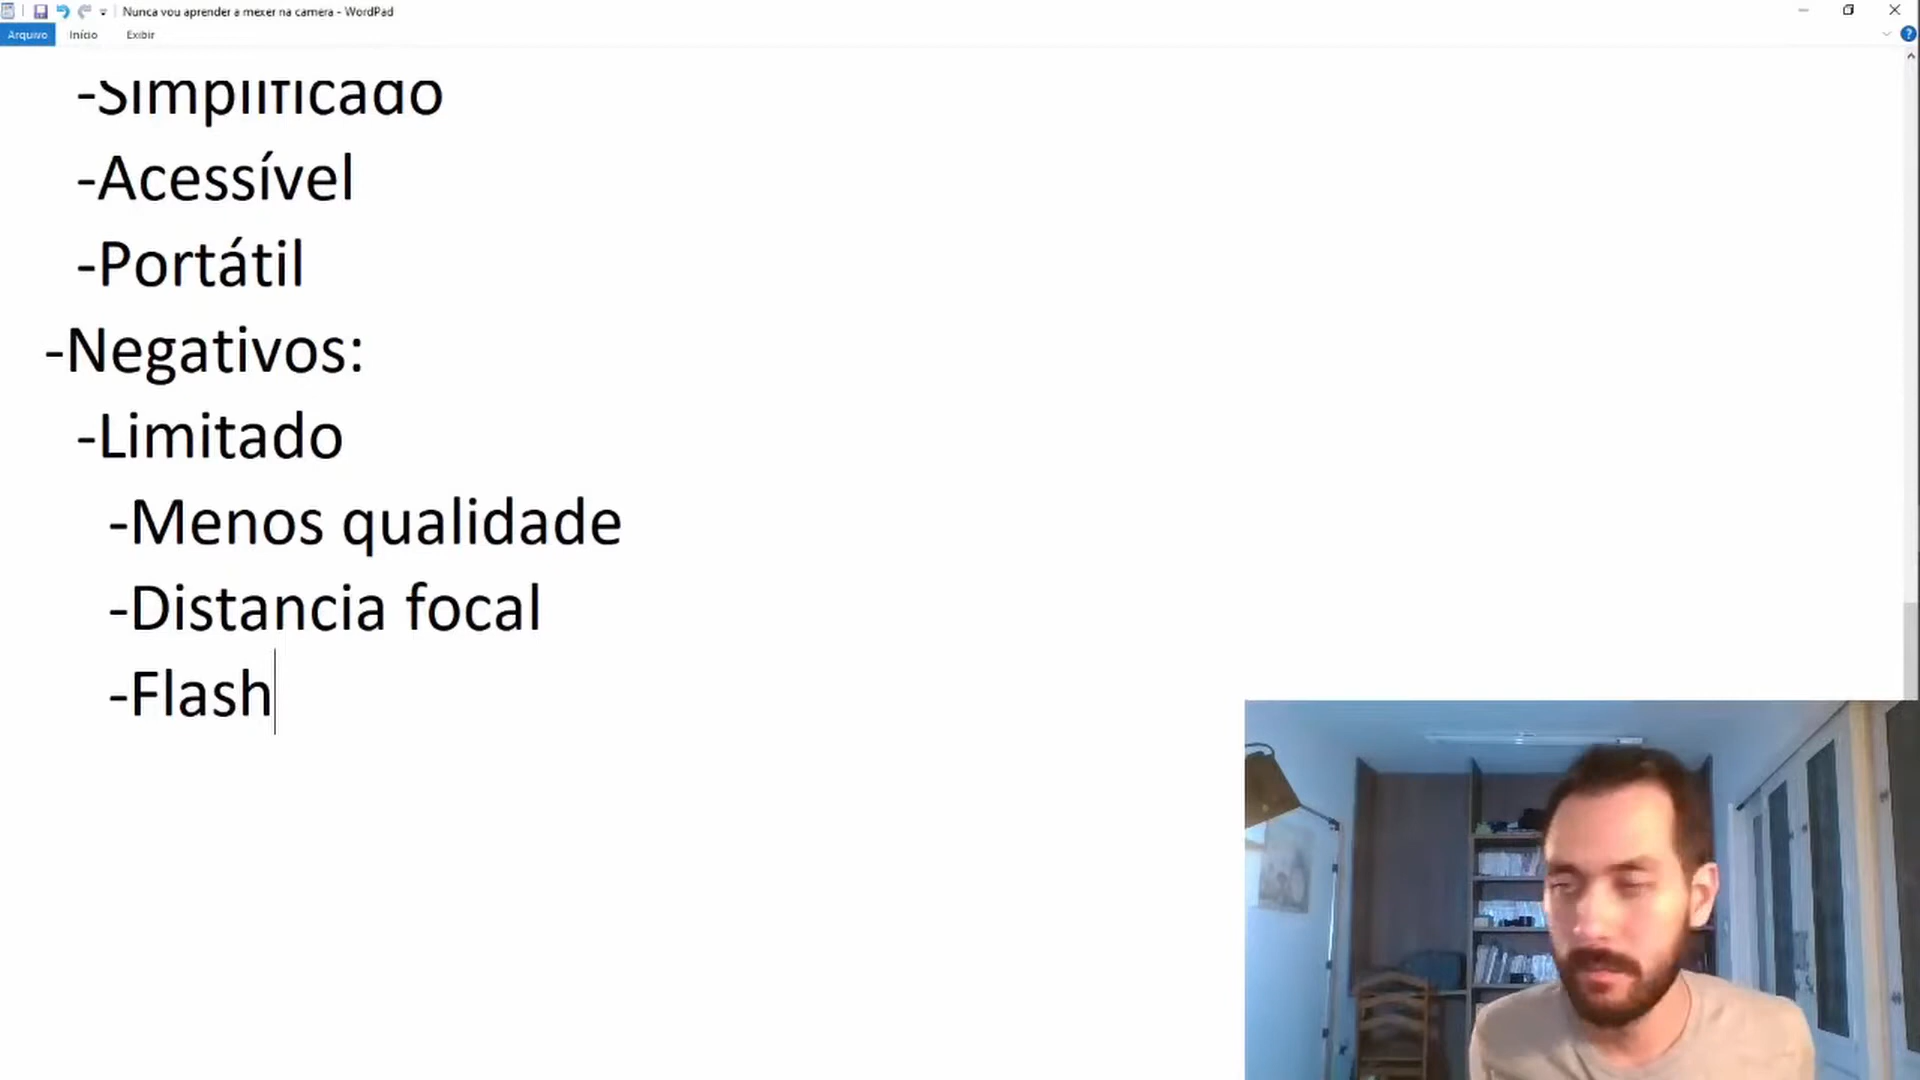 Nunca vou aprender a mexer na camera - WordPad
Arquivo Início Exibir
-Simplificado
-Acessível
-Portátil
-Negativos:
-Limitado
-Menos qualidade
-Distancia focal
-Flash